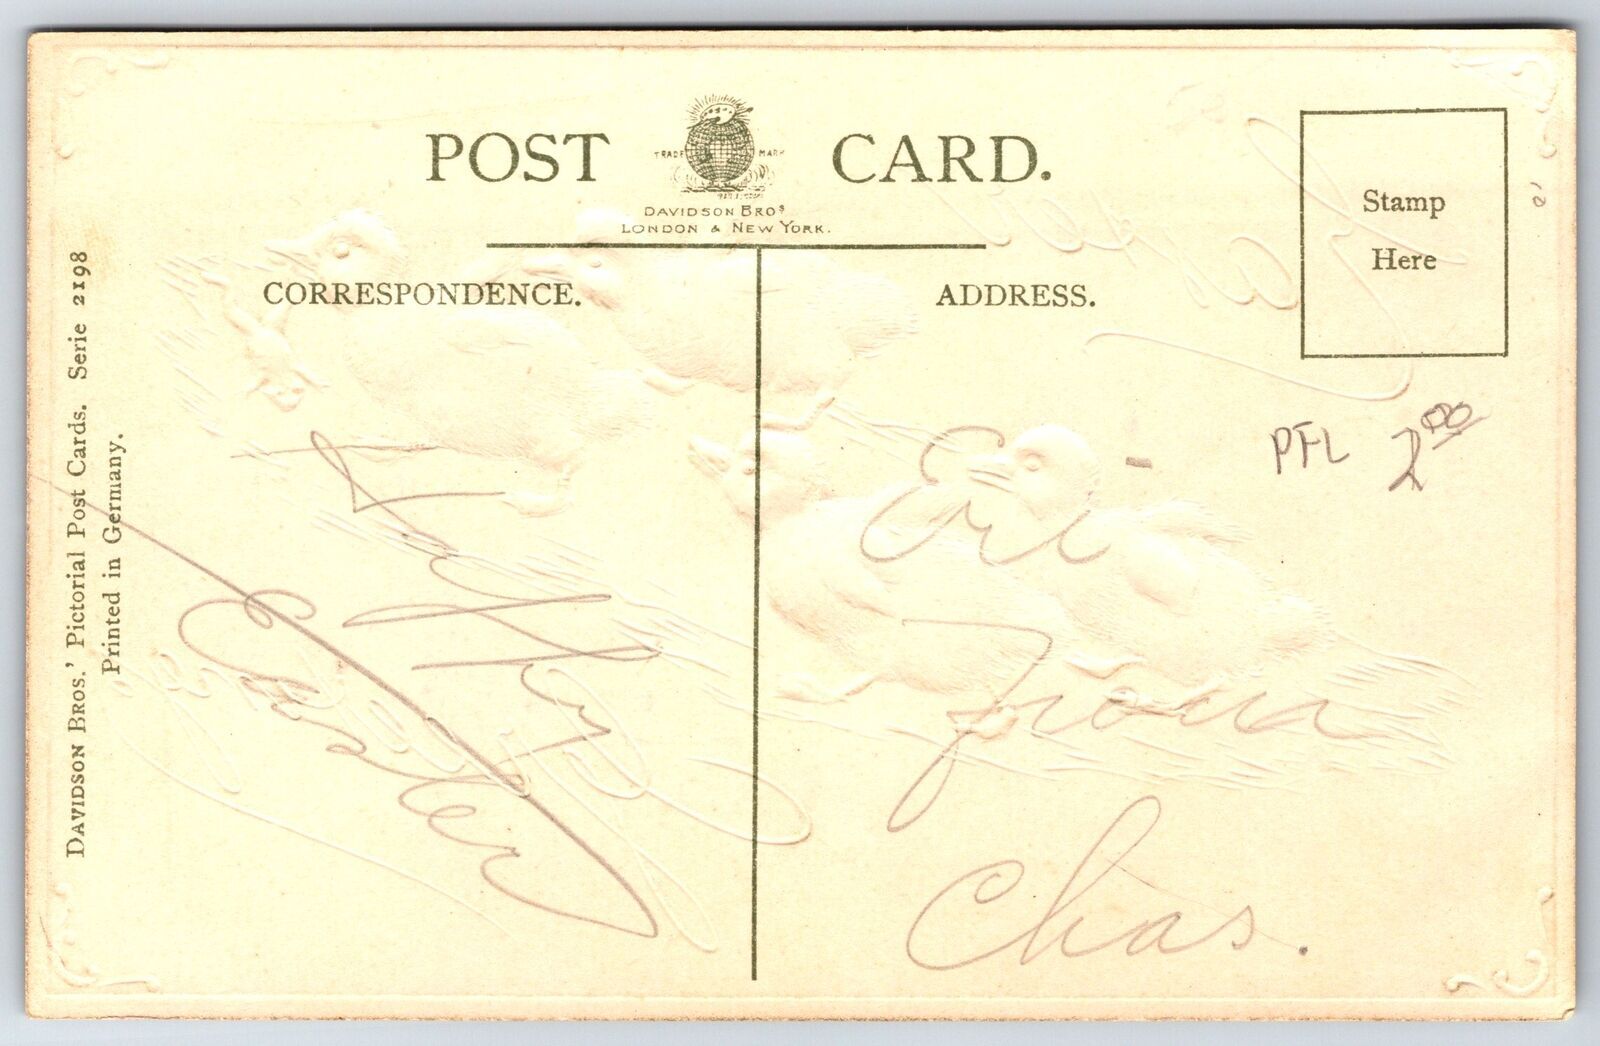 POST CARD.
TRADE MARK
DAVIDSON BROS
LONDON & NEW YORK.
Stamp
Here
CORRESPONDENCE.
ADDRESS.
DAVIDSON BROS.' Pictorial Post Cards. Serie 2198
Printed in Germany.
PFL 2.00
A
Easter
Eri -
from
Chas.